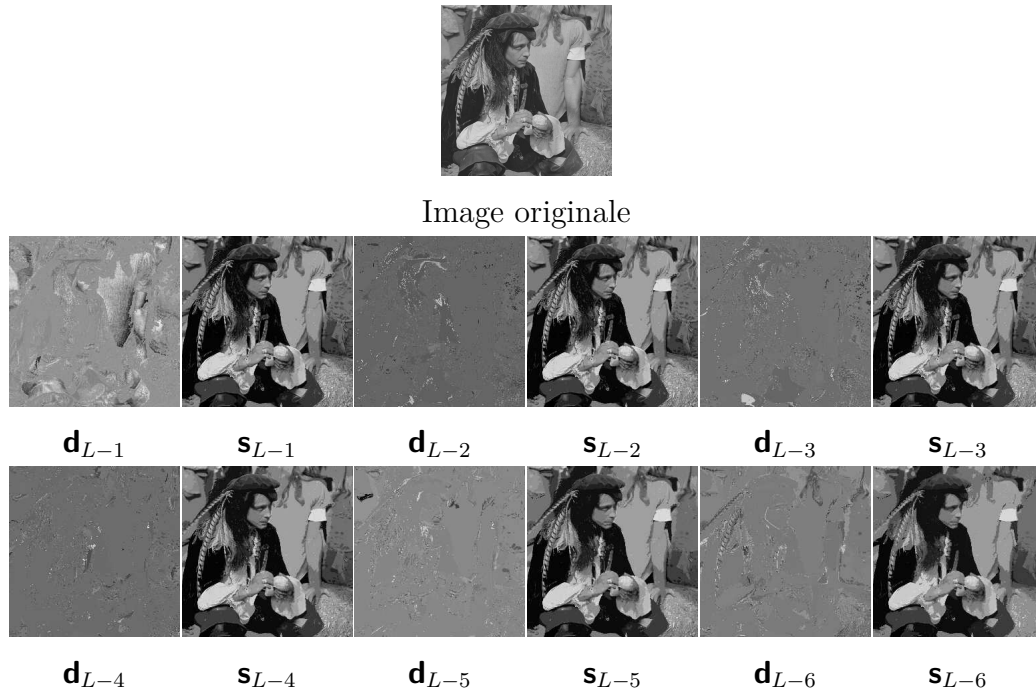 Image originale
d_{L−1} s_{L−1} d_{L−2} s_{L−2} d_{L−3} s_{L−3}
d_{L−4} s_{L−4} d_{L−5} s_{L−5} d_{L−6} s_{L−6}